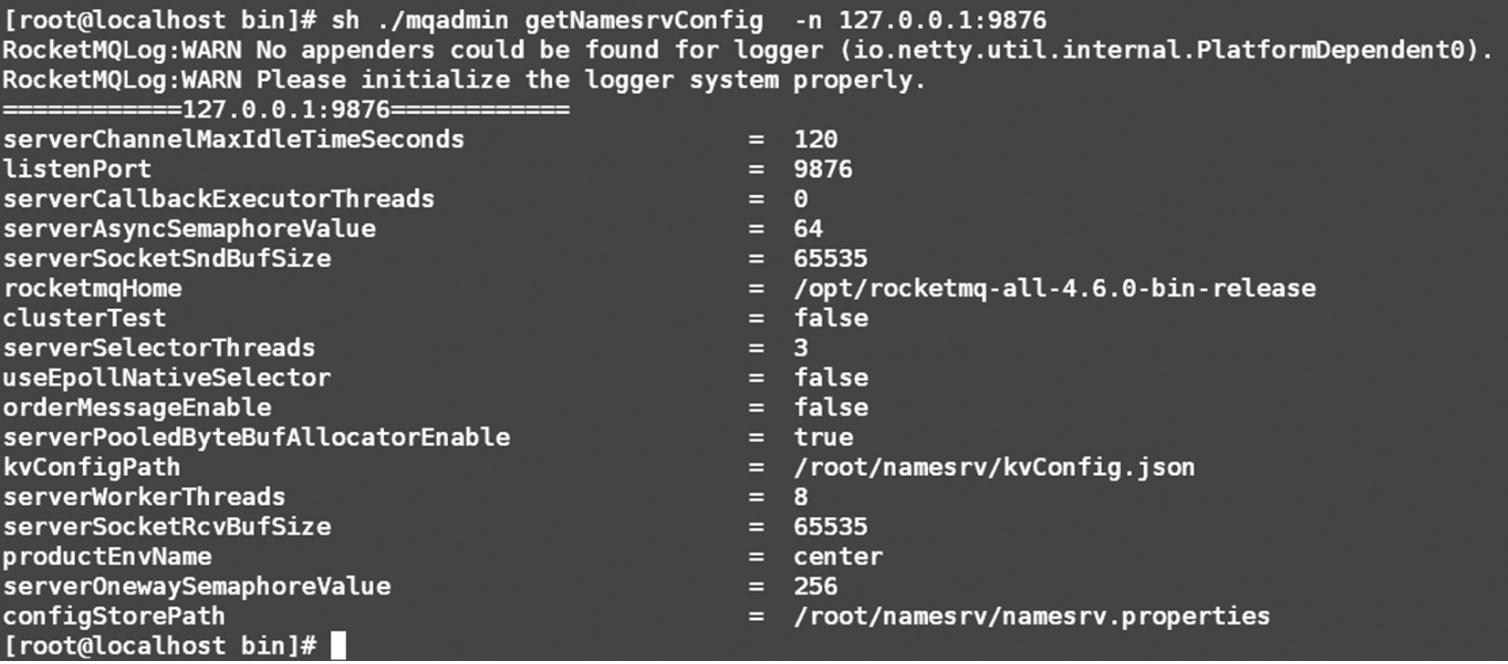 [root@localhost bin]# sh ./mqadmin getNamesrvConfig  -n 127.0.0.1:9876
RocketMQLog:WARN No appenders could be found for logger (io.netty.util.internal.PlatformDependent0).
RocketMQLog:WARN Please initialize the logger system properly.
============127.0.0.1:9876============
serverChannelMaxIdleTimeSeconds                   =  120
listenPort                                        =  9876
serverCallbackExecutorThreads                     =  0
serverAsyncSemaphoreValue                         =  64
serverSocketSndBufSize                            =  65535
rocketmqHome                                      =  /opt/rocketmq-all-4.6.0-bin-release
clusterTest                                       =  false
serverSelectorThreads                             =  3
useEpollNativeSelector                            =  false
orderMessageEnable                                =  false
serverPooledByteBufAllocatorEnable                =  true
kvConfigPath                                      =  /root/namesrv/kvConfig.json
serverWorkerThreads                               =  8
serverSocketRcvBufSize                            =  65535
productEnvName                                    =  center
serverOnewaySemaphoreValue                        =  256
configStorePath                                   =  /root/namesrv/namesrv.properties
[root@localhost bin]#